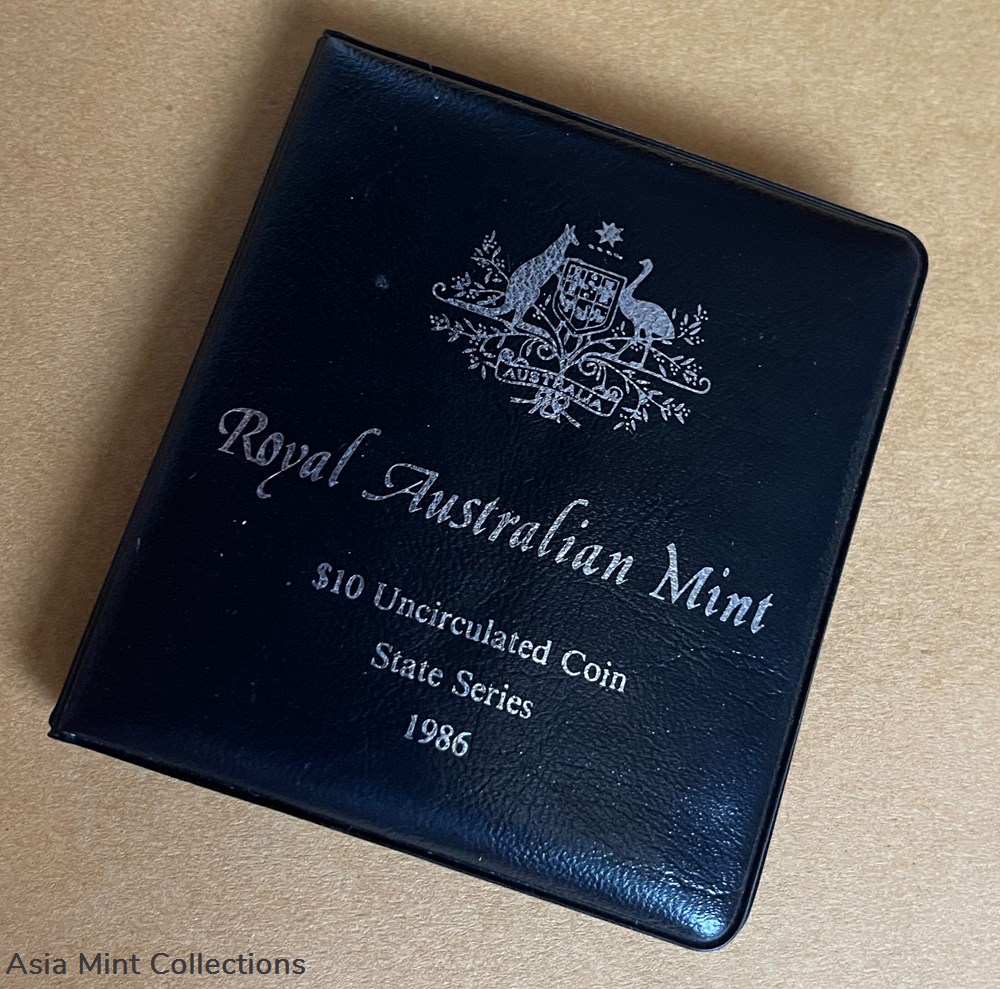 AUSTRALIA
Royal Australian Mint
$10 Uncirculated Coin
State Series
1986
Asia Mint Collections